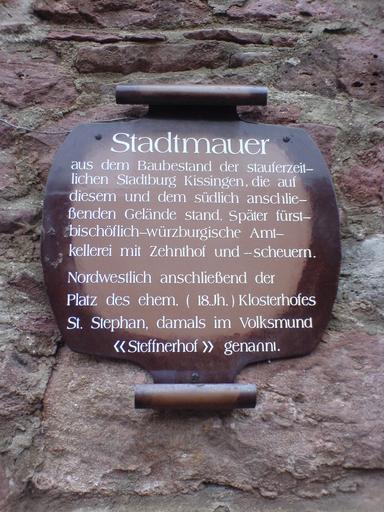 Stadtmauer
aus dem Baubestand der stauferzeit-
lichen Stadtburg Kissingen, die auf
diesem und dem südlich anschlie-
ßenden Gelände stand. Später fürst-
bischöflich-würzburgische Amt-
kellerei mit Zehnthof und -scheuern.
Nordwestlich anschließend der
Platz des ehem. (18.Jh.) Klosterhofes
St. Stephan, damals im Volksmund
«Steffnerhof» genannt.